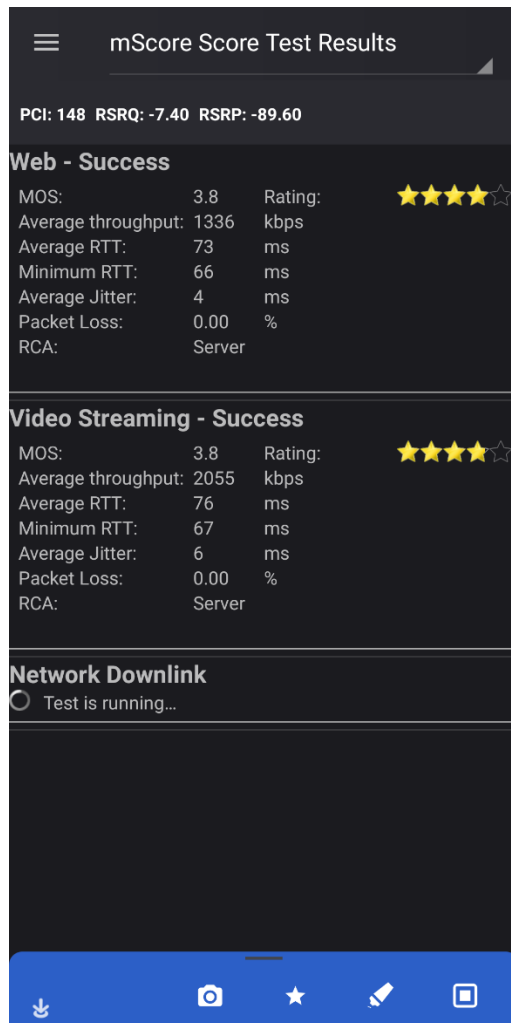 mScore Score Test Results
PCI: 148 RSRQ: -7.40 RSRP: -89.60
Web - Success
MOS: 3.8 Rating:
Average throughput: 1336 kbps
Average RTT: 73 ms
Minimum RTT: 66 ms
Average Jitter: 4 ms
Packet Loss: 0.00 %
RCA: Server
Video Streaming - Success
MOS: 3.8 Rating:
Average throughput: 2055 kbps
Average RTT: 76 ms
Minimum RTT: 67 ms
Average Jitter: 6 ms
Packet Loss: 0.00 %
RCA: Server
Network Downlink
Test is running...